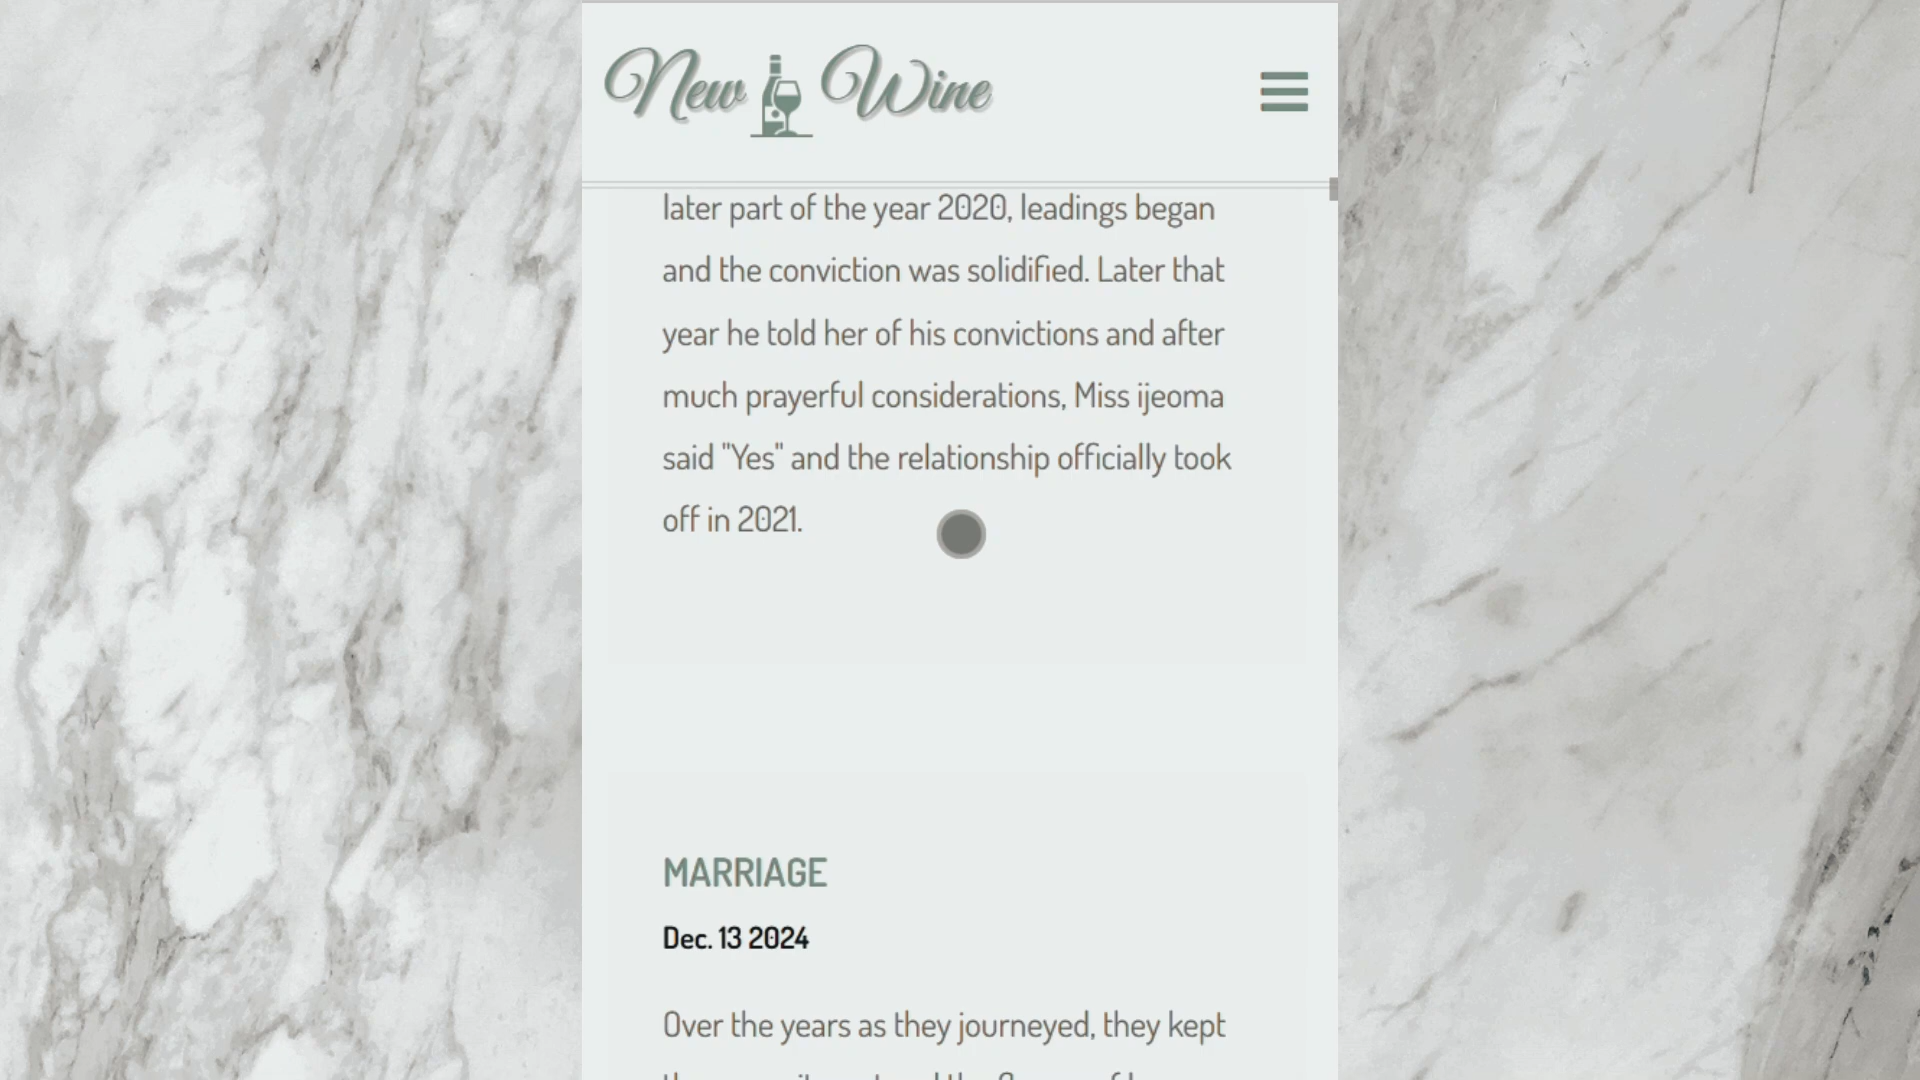 New Wine
later part of the year 2020, leadings began
and the conviction was solidified. Later that
year he told her of his convictions and after
much prayerful considerations, Miss ijeoma
said "Yes" and the relationship officially took
off in 2021.
MARRIAGE
Dec. 13 2024
Over the years as they journeyed, they kept